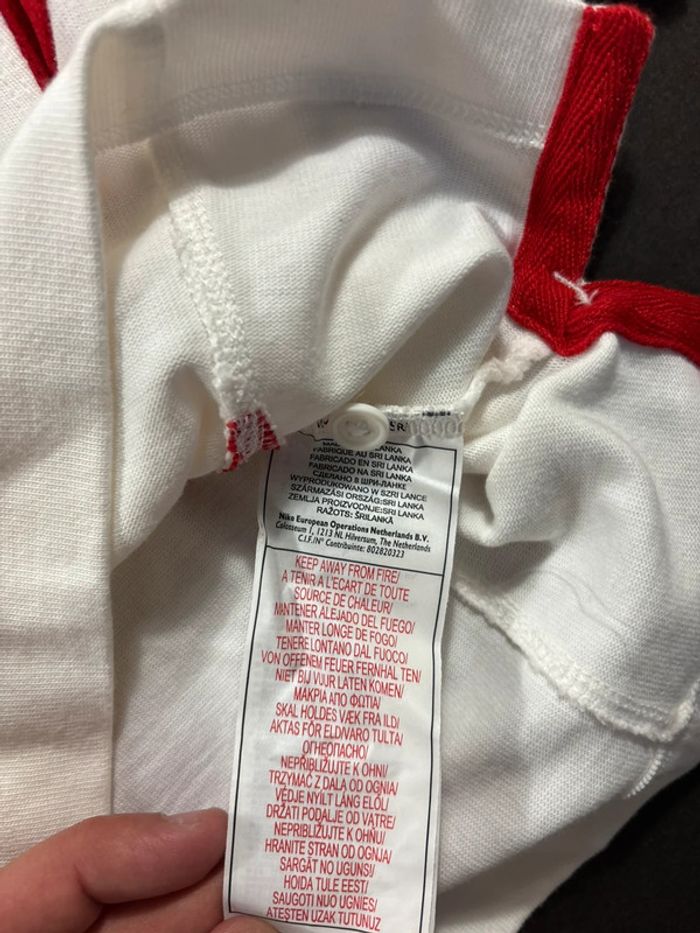 FABRIQUE AU SRI LANKA
FABRICADO EN SRI LANKA
FABRICADO NA SRI LANKA
СДЕЛАНО В ШРИ-ЛАНКЕ
WYPRODUKOWANO W SZRI LANCE
SZÁRMAZÁSI ORSZÁG:SRI LANKA
ZEMLJA PROIZVODNJE:SRI LANKA
RAŽOTS: ŠRILANKĀ
Nike European Operations Netherlands B.V.
Colosseum 1, 1213 NL Hilversum, The Netherlands
C.I.F./N° Contribuinte: 802820323
KEEP AWAY FROM FIRE/
A TENIR A L'ECART DE TOUTE
SOURCE DE CHALEUR/
MANTENER ALEJADO DEL FUEGO/
MANTER LONGE DE FOGO/
TENERE LONTANO DAL FUOCO/
VON OFFENEM FEUER FERNHAL TEN/
NIET BIJ VUUR LATEN KOMEN/
ΜΑΚΡΙΑ ΑΠΟ ΦΩΤΙΑ/
SKAL HOLDES VÆK FRA ILD/
AKTAS FÖR ELD/VARO TULTA/
ОГНЕОПАСНО/
NEPŘIBLIŽUJTE K OHNI/
TRZYMAĆ Z DALA OD OGNIA/
VÉDJE NYÍLT LÁNG ELŐL/
DRŽATI PODALJE OD VATRE/
NEPRIBLIŽUJTE K OHŇU/
HRANITE STRAN OD OGNJA/
SARGĀT NO UGUNS/
HOIDA TULE EEST/
SAUGOTI NUO UGNIES/
ATEŞTEN UZAK TUTUNUZ